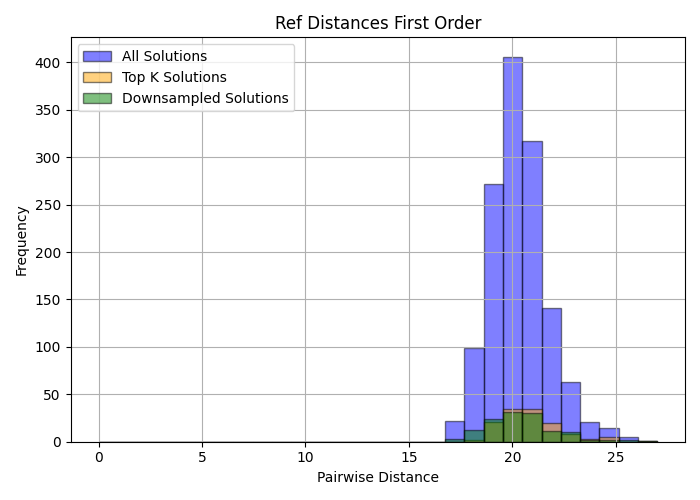 Ref Distances First Order
All Solutions
Top K Solutions
Downsampled Solutions
400
350
300
250
200
150
100
50
0
Frequency
0 5 10 15 20 25
Pairwise Distance